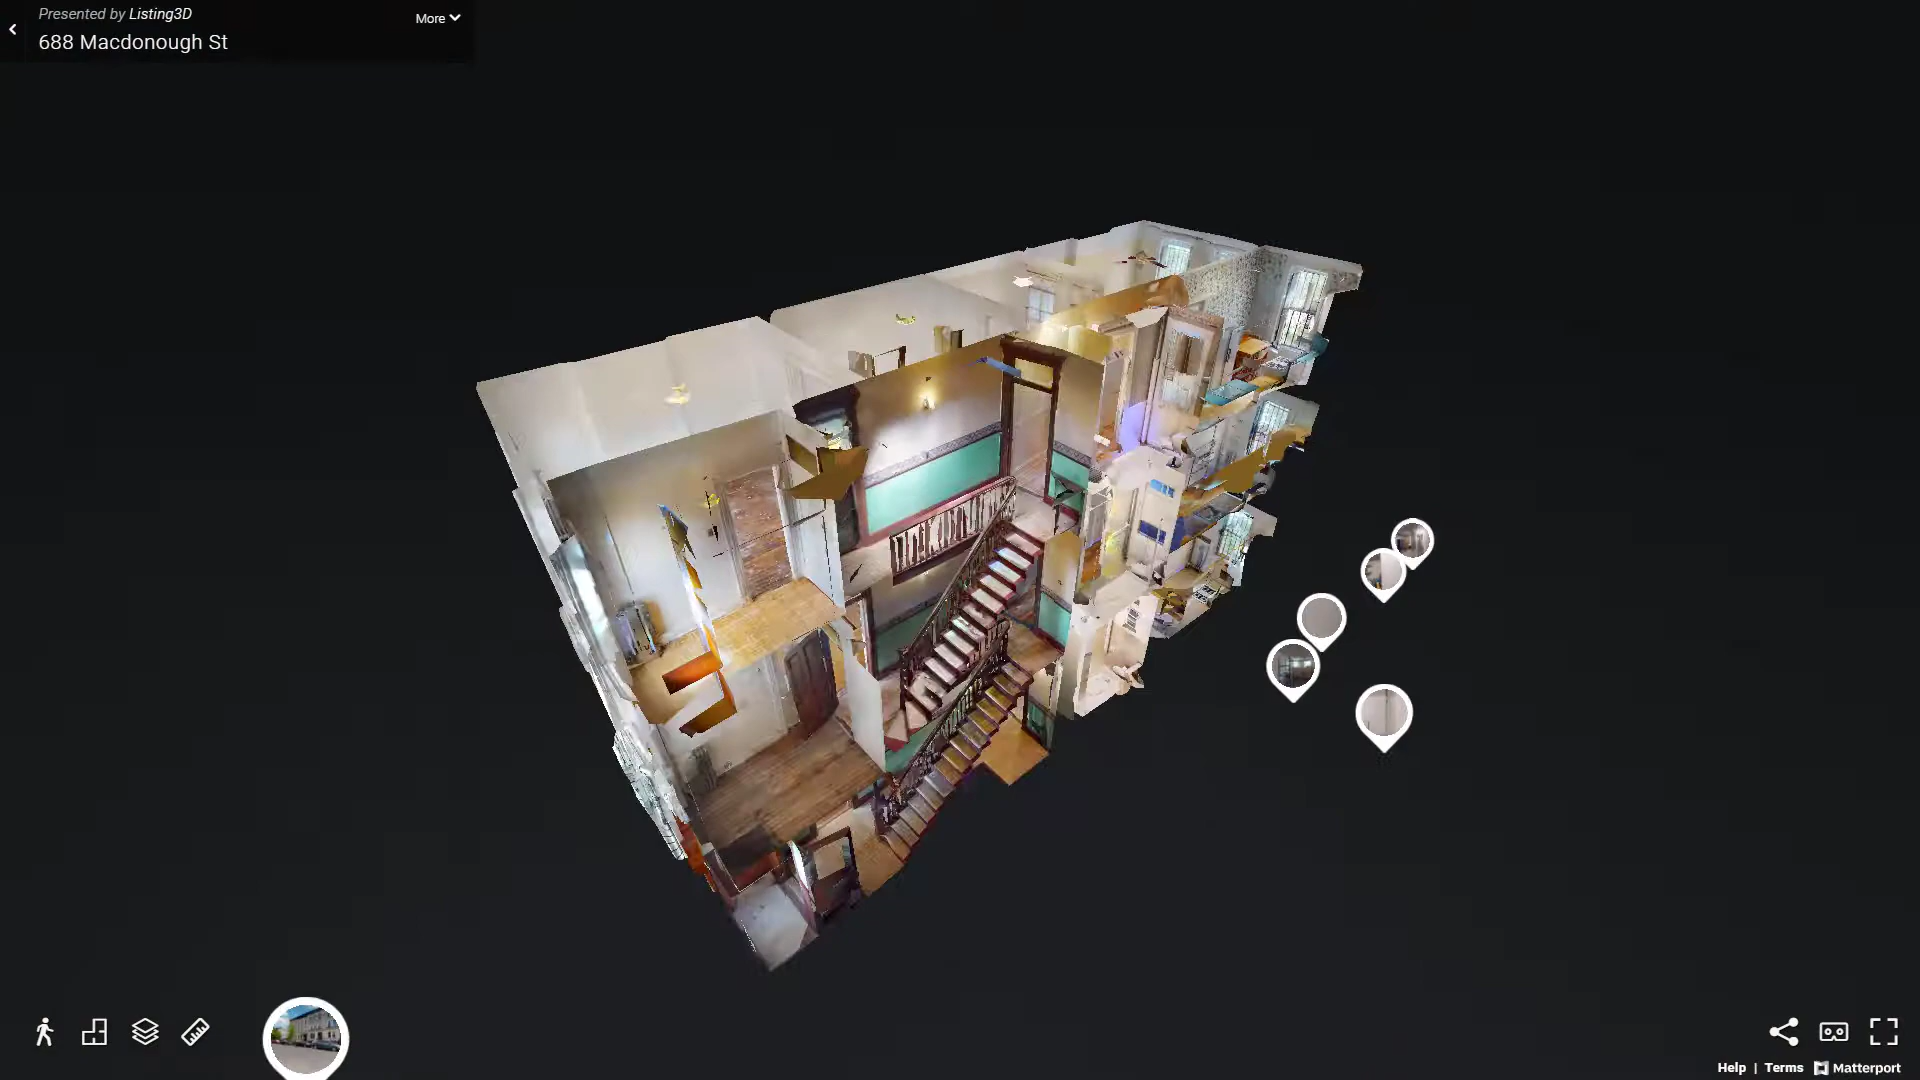 Presented by Listing3D
688 Macdonough St
More
Help | Terms Matterport